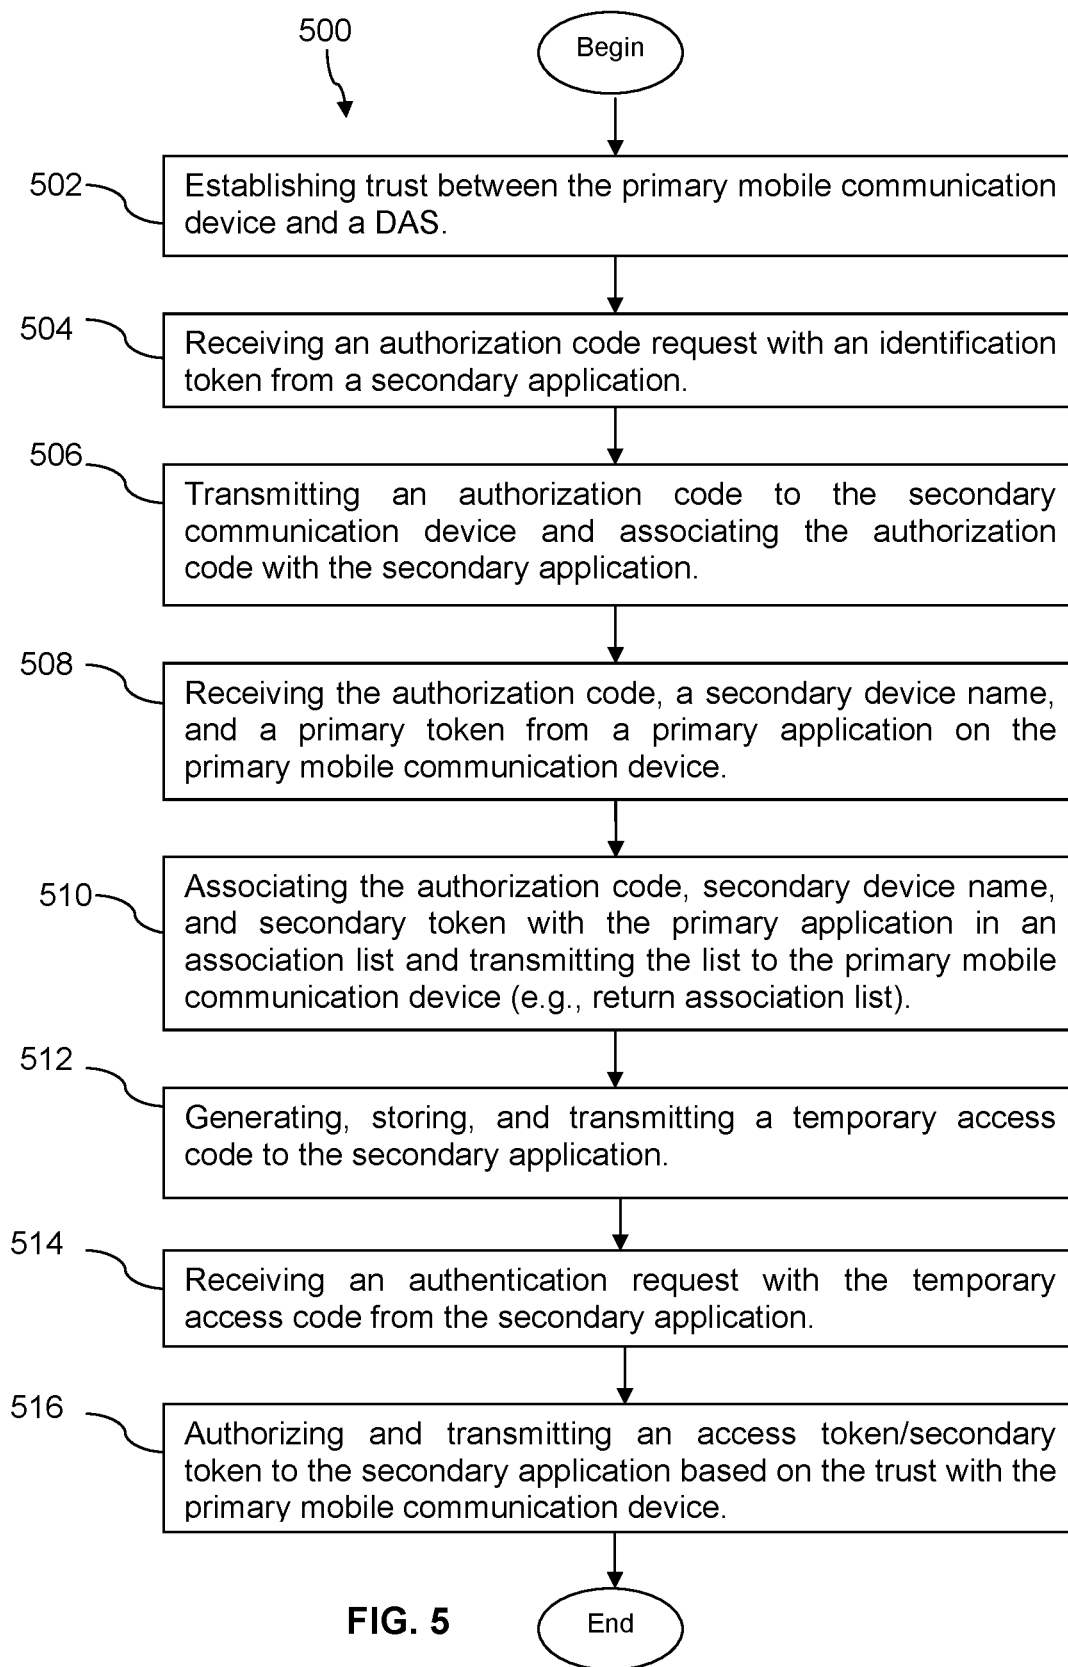 500
Begin
502
Establishing trust between the primary mobile communication
device and a DAS.
504
Receiving an authorization code request with an identification
token from a secondary application.
506
Transmitting an authorization code to the secondary
communication device and associating the authorization
code with the secondary application.
508
Receiving the authorization code, a secondary device name,
and a primary token from a primary application on the
primary mobile communication device.
510
Associating the authorization code, secondary device name,
and secondary token with the primary application in an
association list and transmitting the list to the primary mobile
communication device (e.g., return association list).
512
Generating, storing, and transmitting a temporary access
code to the secondary application.
514
Receiving an authentication request with the temporary
access code from the secondary application.
516
Authorizing and transmitting an access token/secondary
token to the secondary application based on the trust with the
primary mobile communication device.
FIG. 5
End